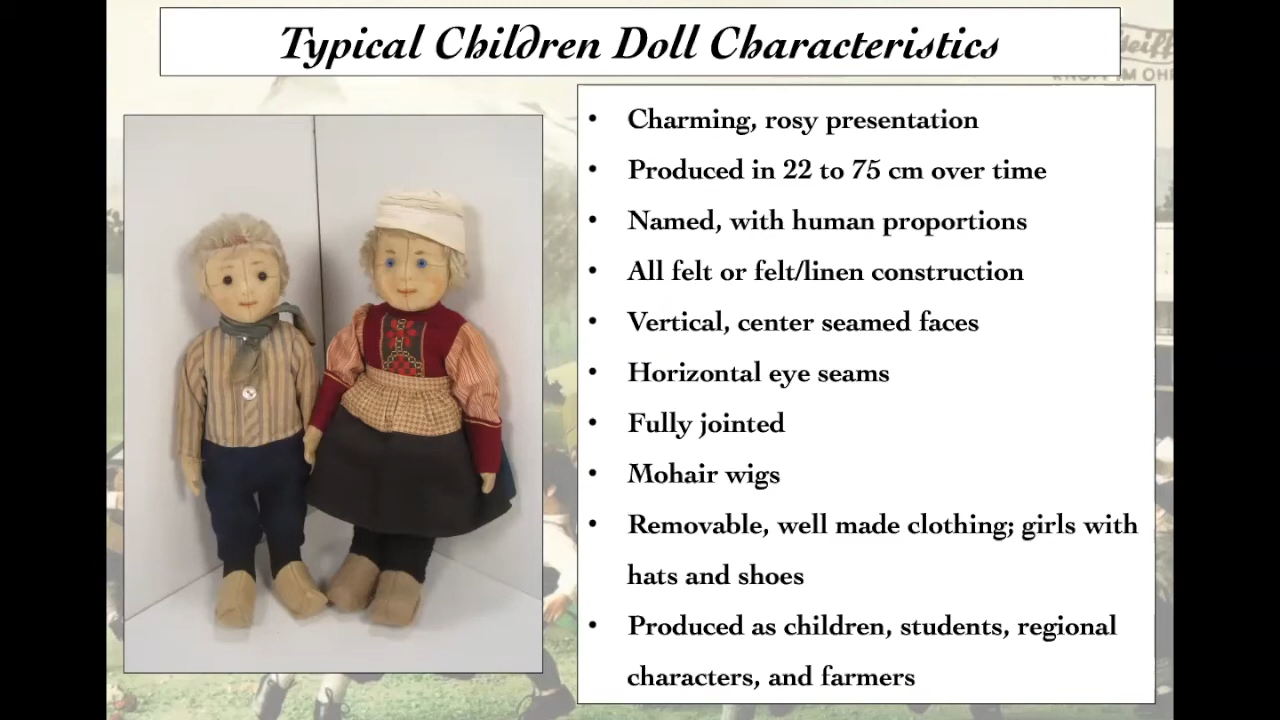 Typical Children Doll Characteristics
• Charming, rosy presentation
• Produced in 22 to 75 cm over time
• Named, with human proportions
• All felt or felt/linen construction
• Vertical, center seamed faces
• Horizontal eye seams
• Fully jointed
• Mohair wigs
• Removable, well made clothing; girls with
hats and shoes
• Produced as children, students, regional
characters, and farmers